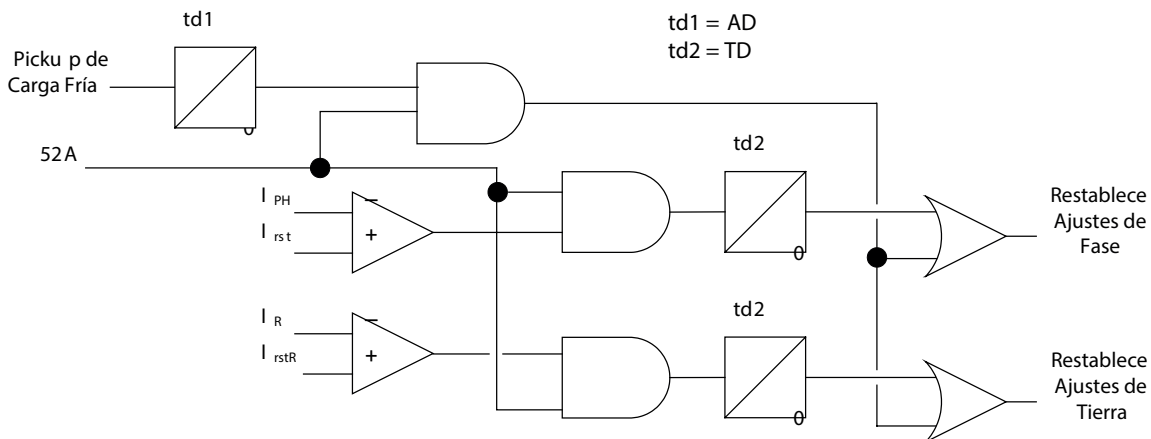 td1
td1 = AD
td2 = TD
Picku p de
Carga Fría
0
52A
td2
I PH
–
I rs t
+
0
Restablece
Ajustes de
Fase
td2
I R
–
I rstR
+
0
Restablece
Ajustes de
Tierra